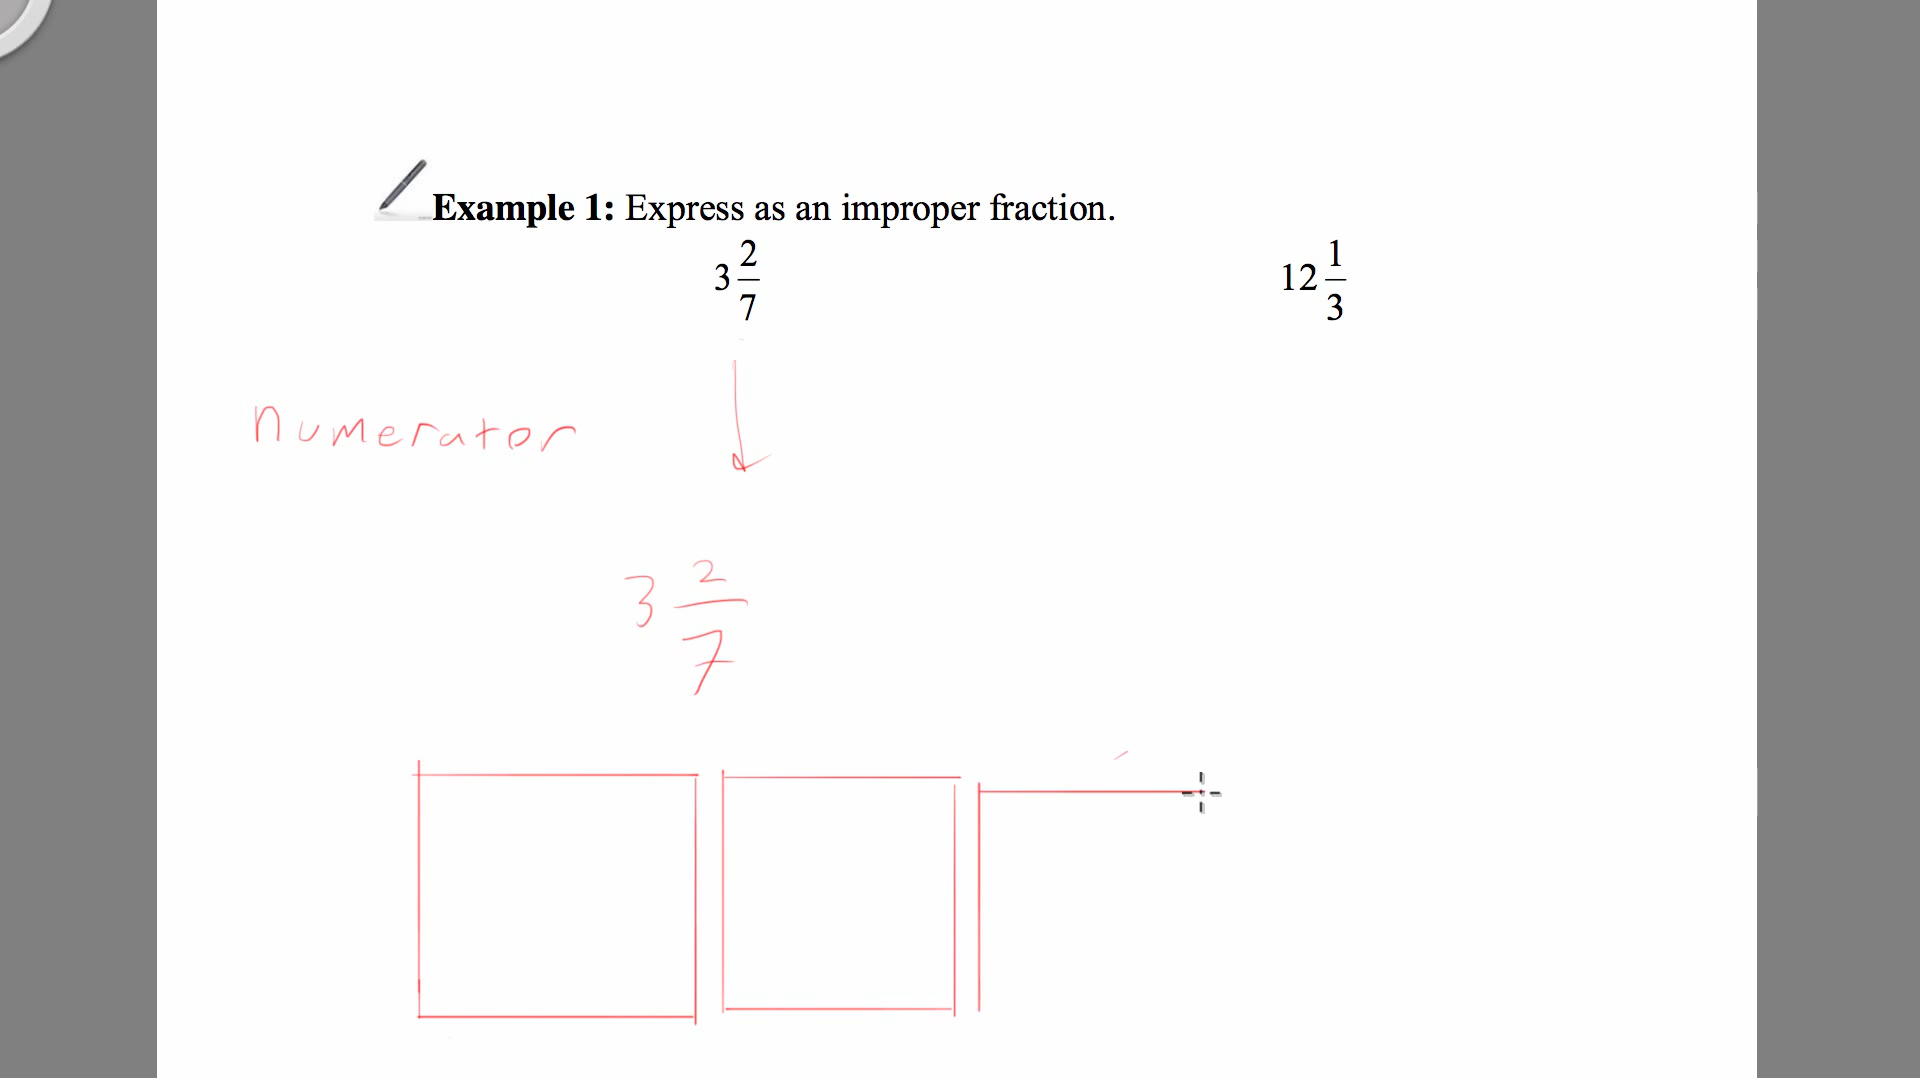 Example 1: Express as an improper fraction.
3 2/7 12 1/3
numerator
3 2/7